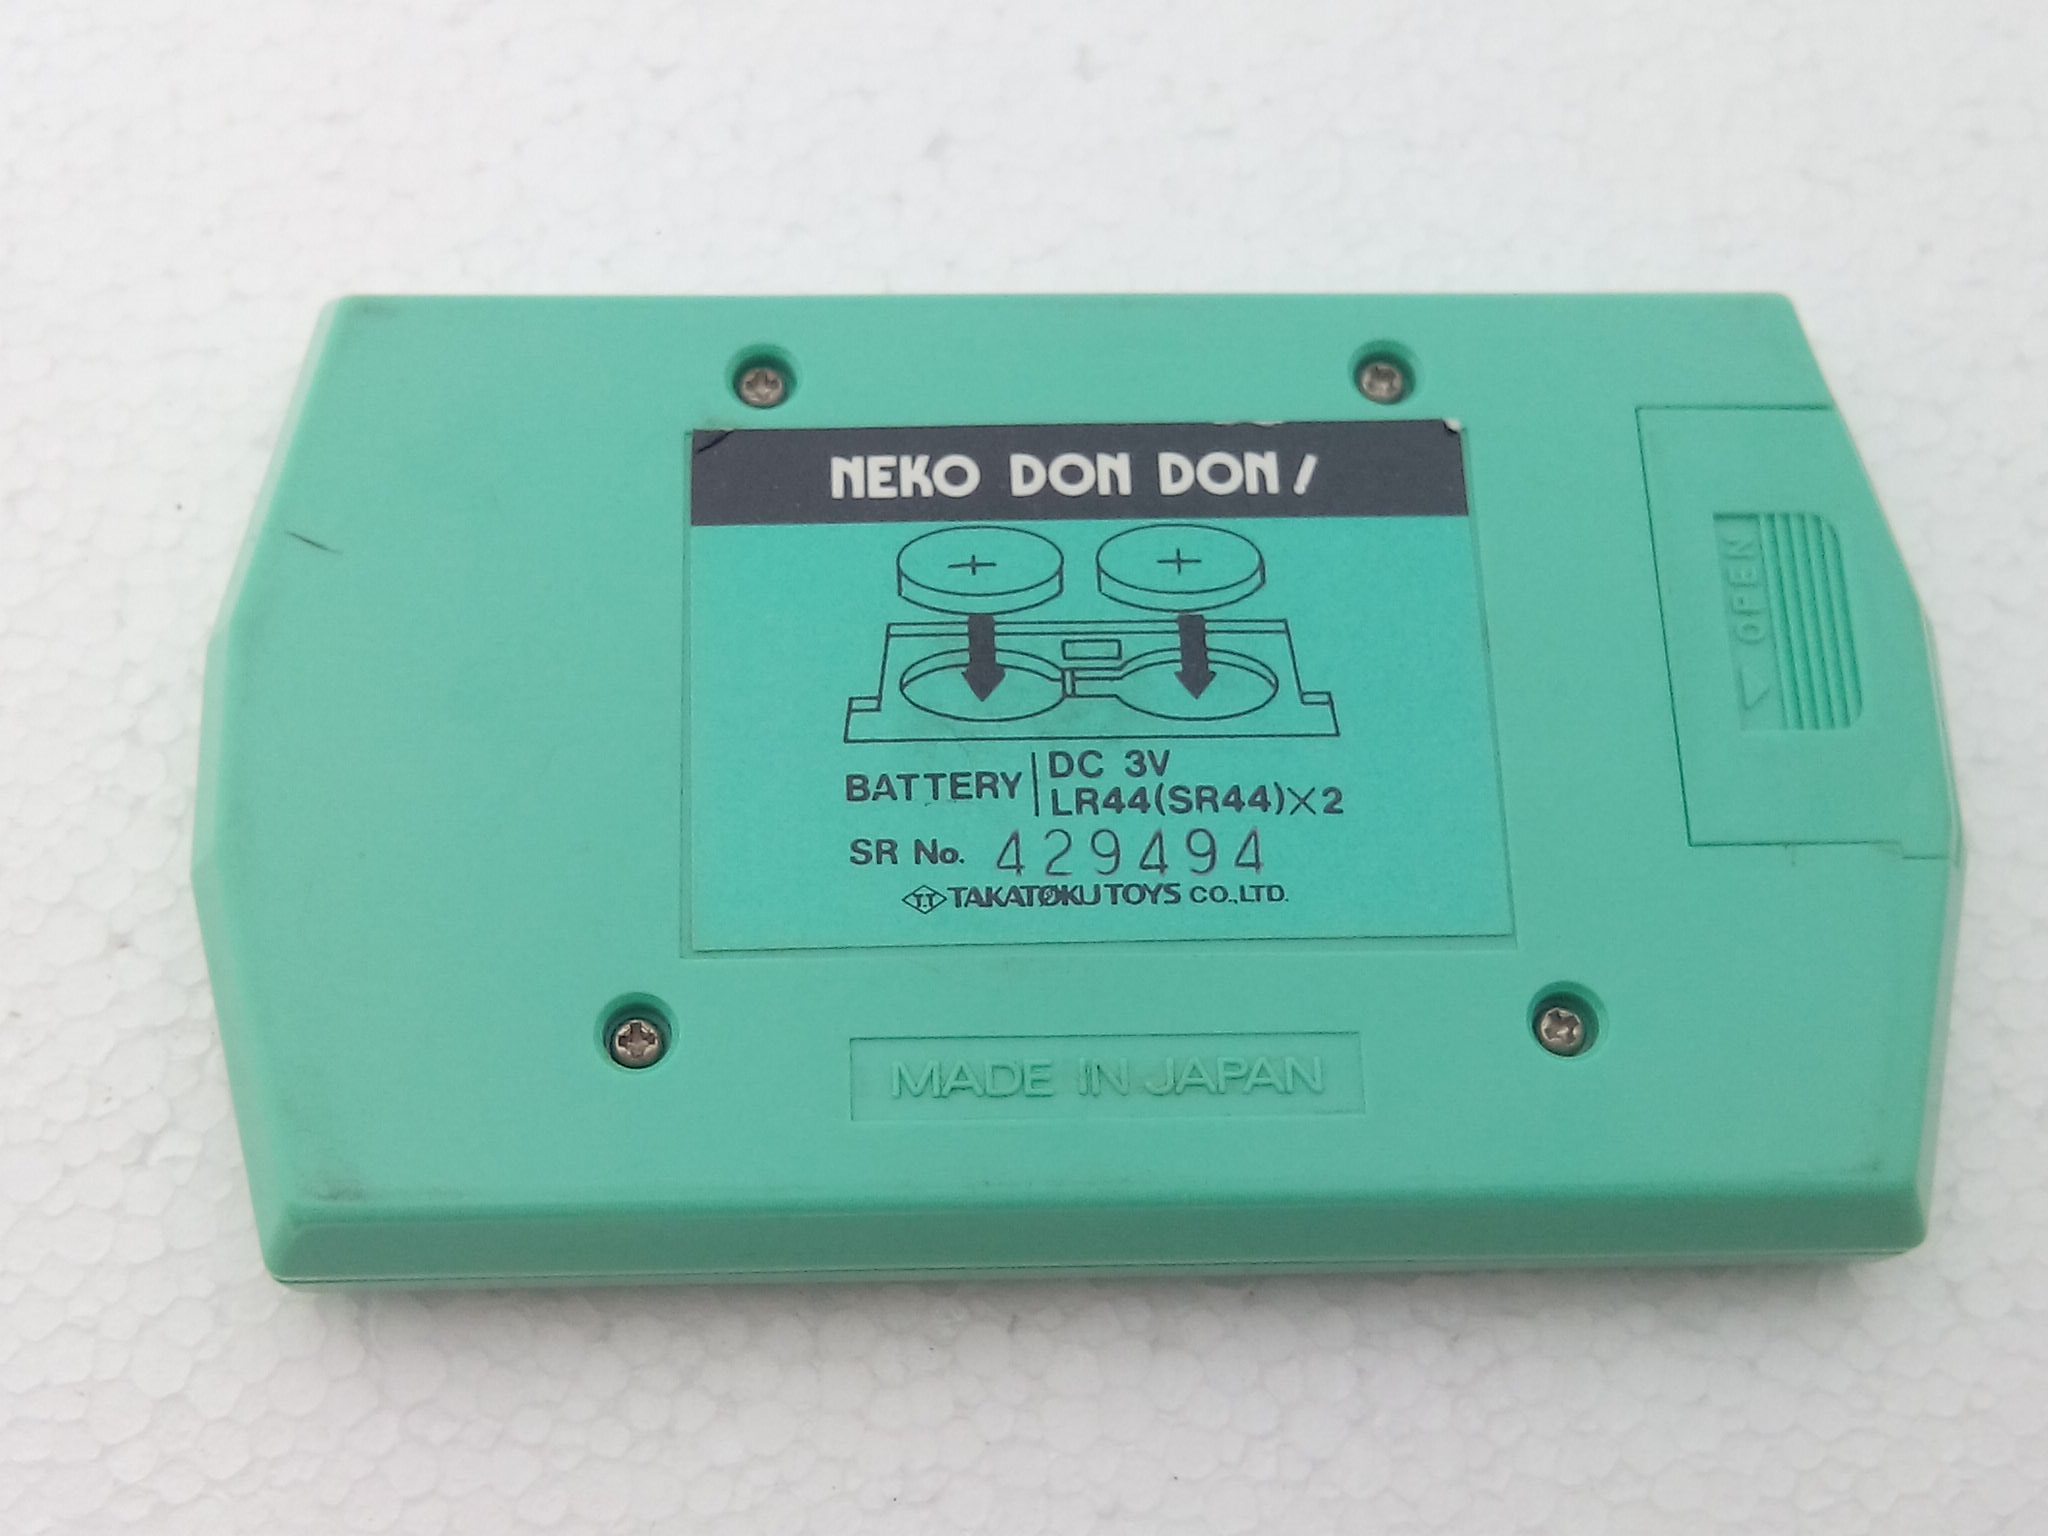 NEKO DON DON!
+ +
BATTERY DC 3V
LR44(SR44)×2
SR No. 429494
T.T TAKATOKU TOYS CO.,LTD.
OPEN
MADE IN JAPAN